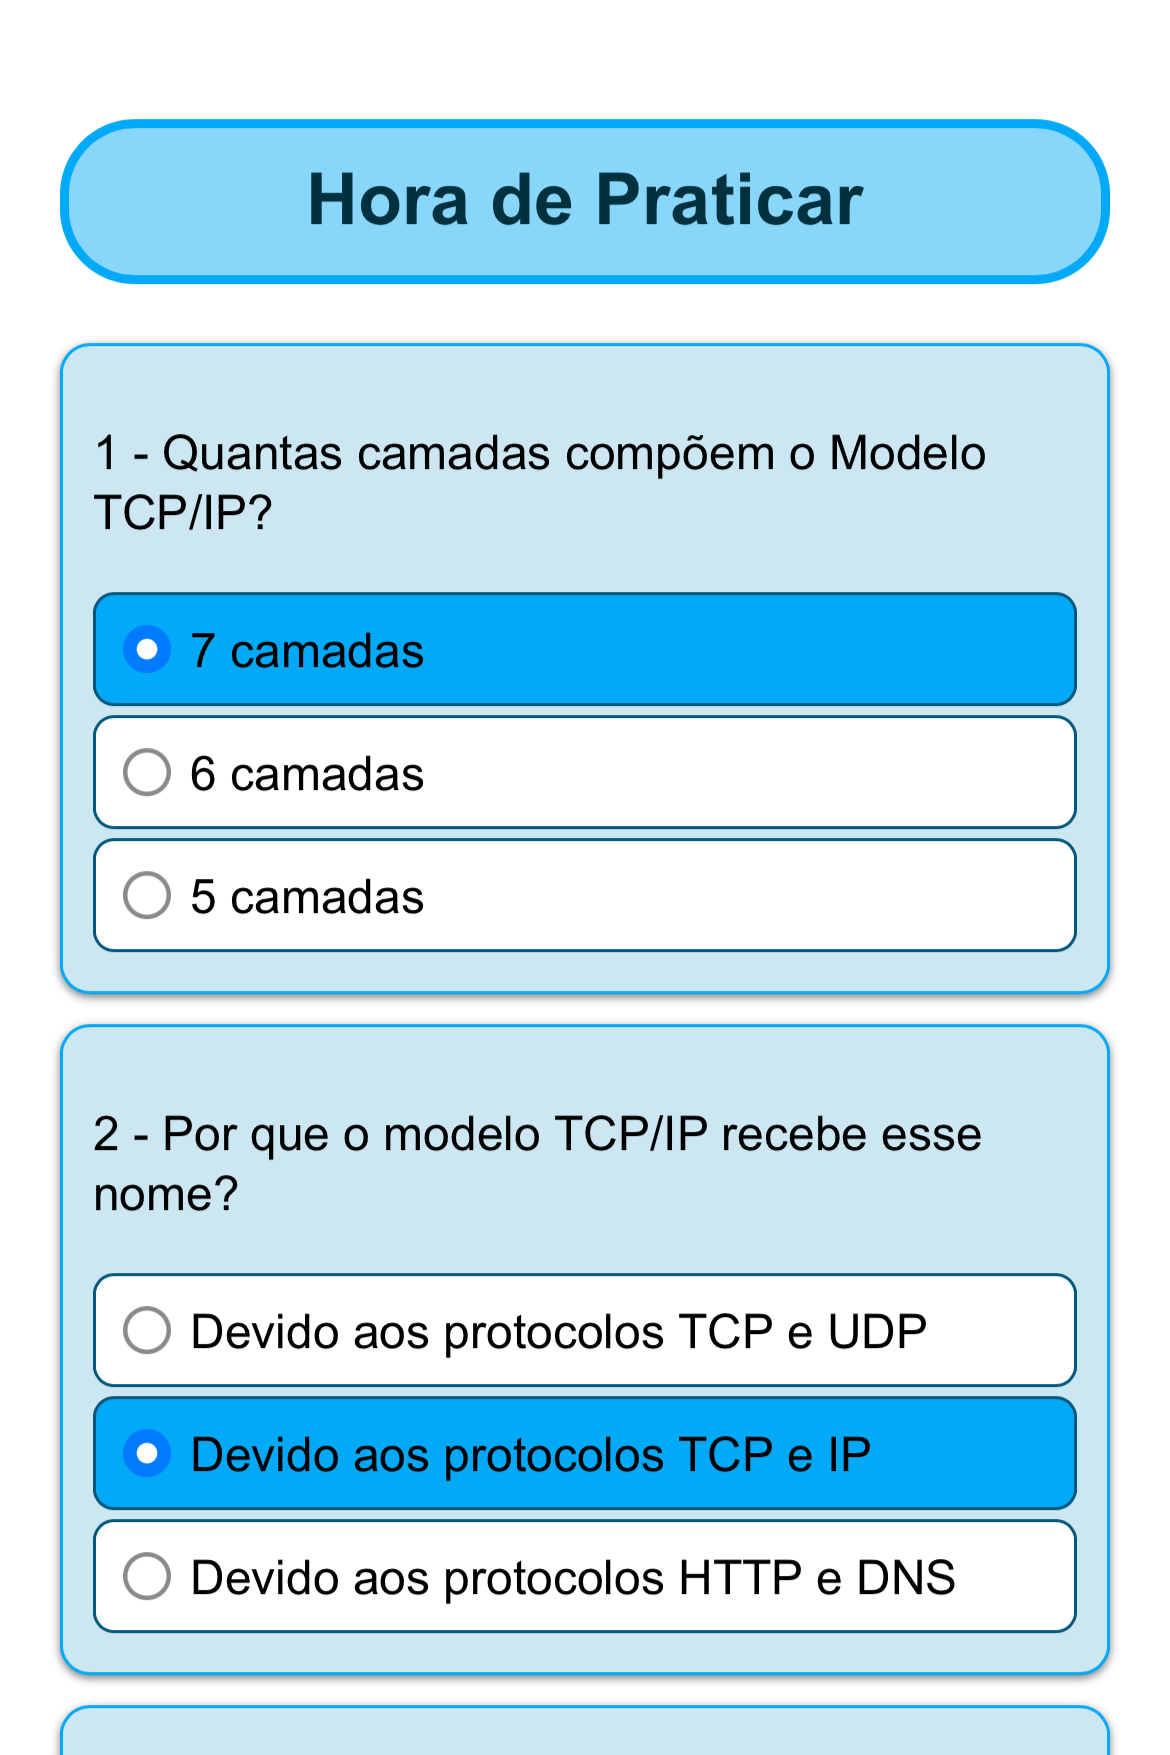 Hora de Praticar
1 - Quantas camadas compõem o Modelo
TCP/IP?
7 camadas
6 camadas
5 camadas
2 - Por que o modelo TCP/IP recebe esse
nome?
Devido aos protocolos TCP e UDP
Devido aos protocolos TCP e IP
Devido aos protocolos HTTP e DNS